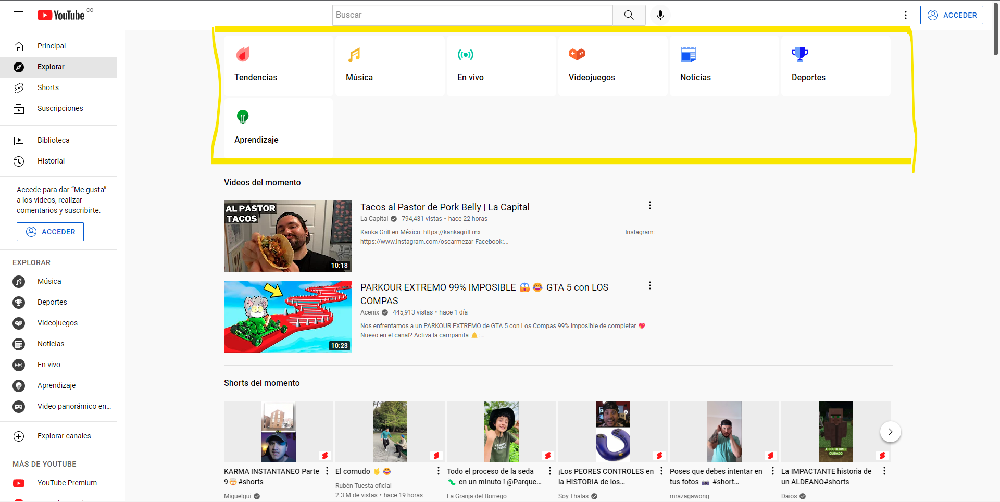 YouTube CO
Buscar
ACCEDER
Principal
Explorar
Shorts
Suscripciones
Biblioteca
Historial
Accede para dar “Me gusta”
a los videos, realizar
comentarios y suscribirte.
ACCEDER
EXPLORAR
Música
Deportes
Videojuegos
Noticias
En vivo
Aprendizaje
Video panorámico en...
Explorar canales
MÁS DE YOUTUBE
YouTube Premium
Tendencias
Música
En vivo
Videojuegos
Noticias
Deportes
Aprendizaje
Videos del momento
AL PASTOR
TACOS
10:18
Tacos al Pastor de Pork Belly | La Capital
La Capital 794,431 vistas • hace 22 horas
Kanka Grill en México: https://kankagrill.mx —————————————————————————————— Instagram:
https://www.instagram.com/oscarmezar Facebook:...
10:23
PARKOUR EXTREMO 99% IMPOSIBLE 😱😂 GTA 5 con LOS
COMPAS
Acenix 445,913 vistas • hace 1 día
Nos enfrentamos a un PARKOUR EXTREMO de GTA 5 con Los Compas 99% imposible de completar 💖
Nuevo en el canal? Activa la campanita 🔔:...
Shorts del momento
KARMA INSTANTANEO Parte
9🤯#shorts
Miguelgui
El cornudo 🤘😂
Rubén Tuesta oficial
2.3 M de vistas • hace 19 horas
Todo el proceso de la seda
🐛 en un minuto ! @Parque...
La Granja del Borrego
¡Los PEORES CONTROLES en
la HISTORIA de los...
Soy Thalas
Poses que debes intentar en
tus fotos 📷 #short...
mrazagawong
AH GUTIERREZ
CUIDADO
La IMPACTANTE historia de
un ALDEANO#shorts
Daios